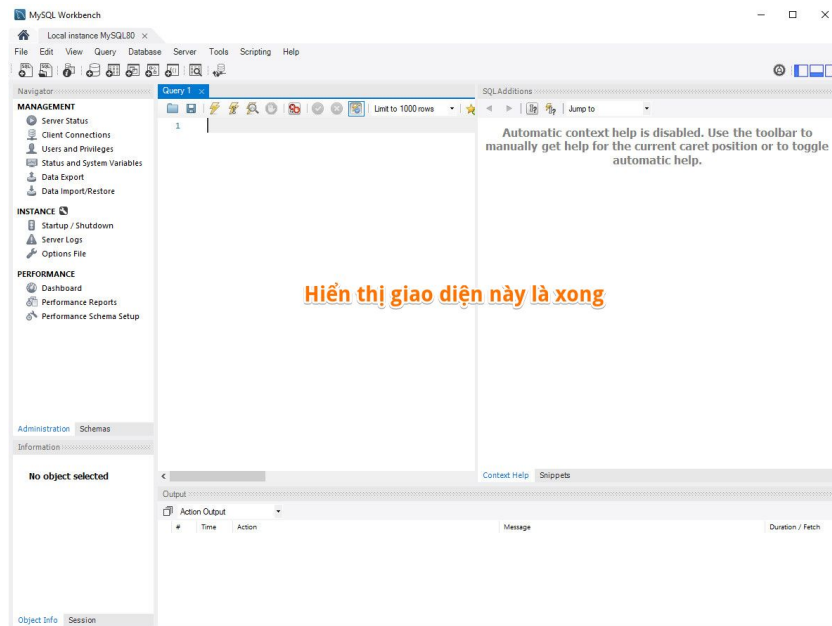 MySQL Workbench
Local instance MySQL80 ×
File Edit View Query Database Server Tools Scripting Help
Navigator
MANAGEMENT
Server Status
Client Connections
Users and Privileges
Status and System Variables
Data Export
Data Import/Restore
INSTANCE
Startup / Shutdown
Server Logs
Options File
PERFORMANCE
Dashboard
Performance Reports
Performance Schema Setup
Administration Schemas
Information
No object selected
Object Info Session
Query 1 ×
Limit to 1000 rows
1
SQLAdditions
Jump to
Automatic context help is disabled. Use the toolbar to
manually get help for the current caret position or to toggle
automatic help.
Hiển thị giao diện này là xong
Context Help Snippets
Output
Action Output
# Time Action Message Duration / Fetch